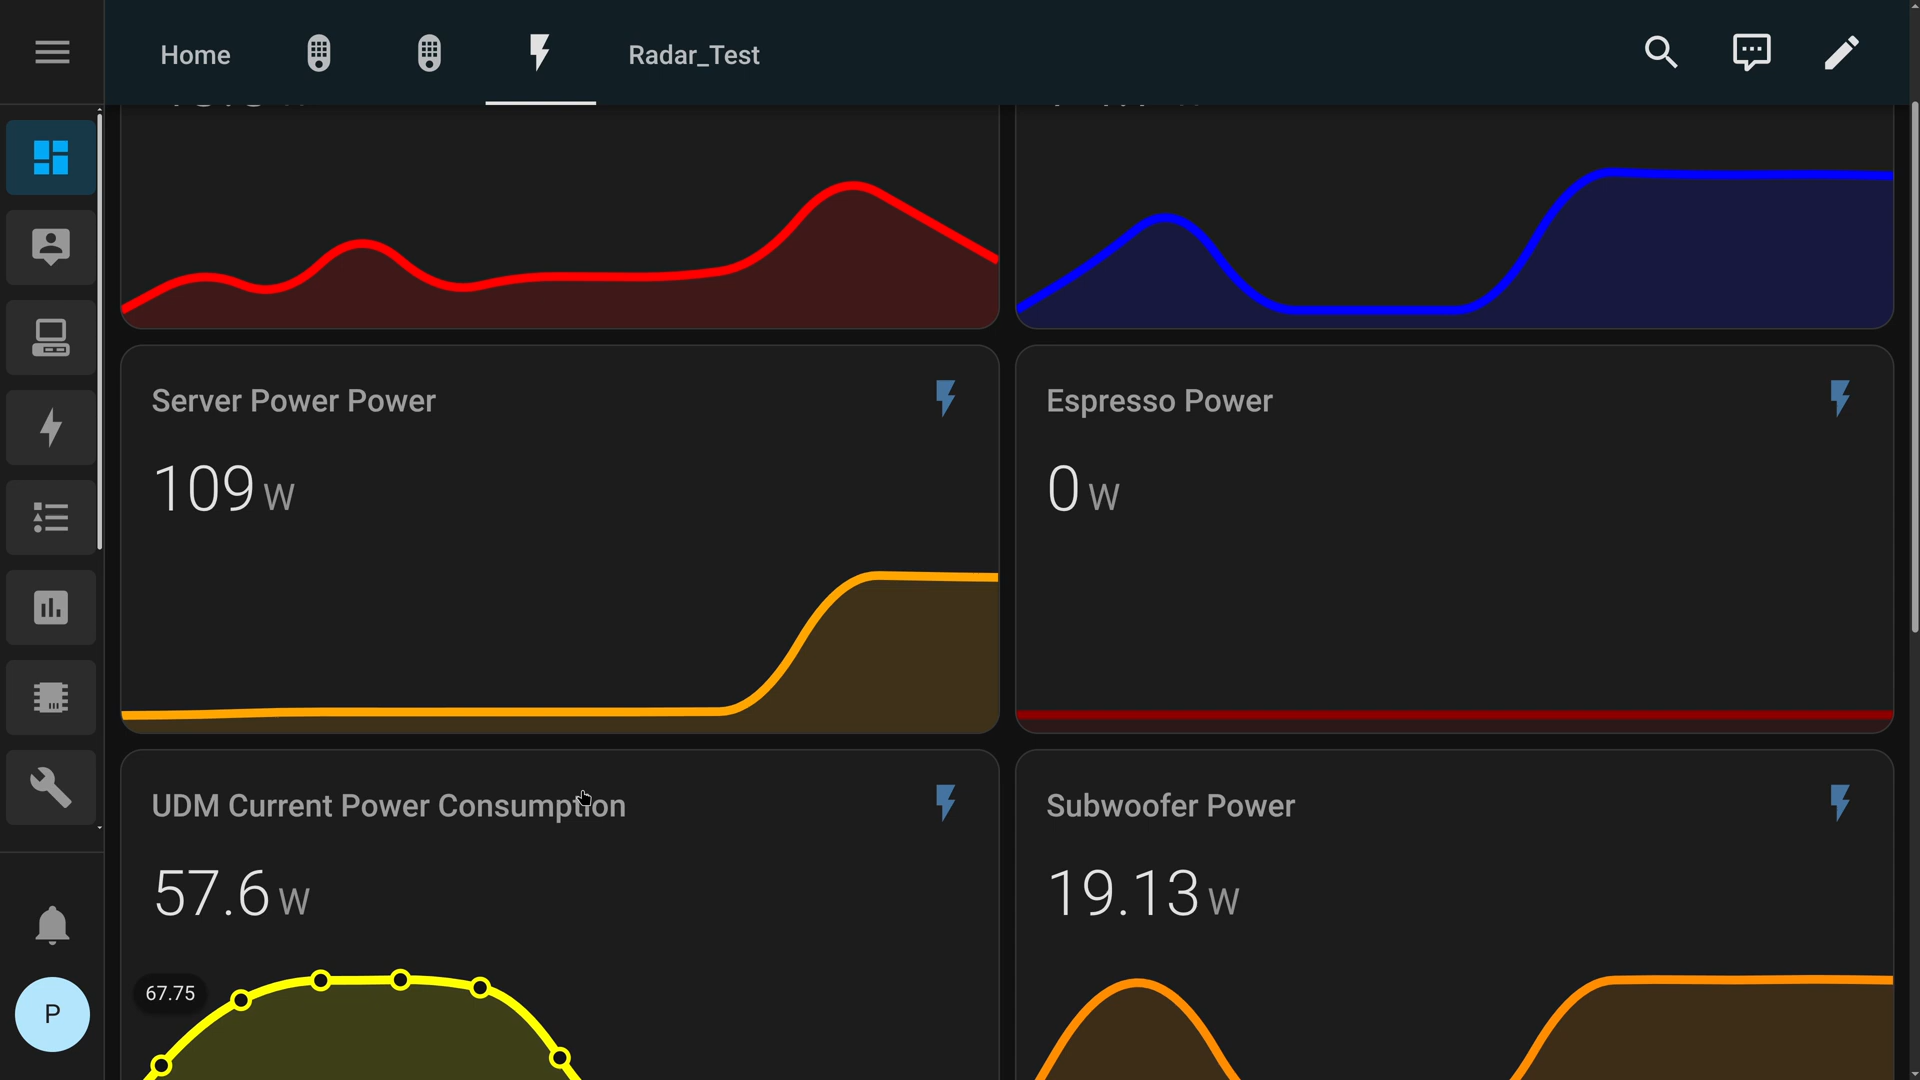 Home
Radar_Test
Server Power Power
109 W
Espresso Power
0 W
UDM Current Power Consumption
57.6 W
67.75
Subwoofer Power
19.13 W
P